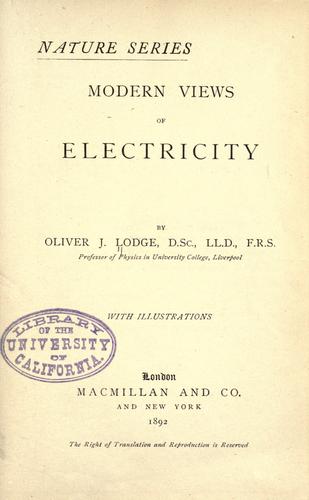 NATURE SERIES
MODERN VIEWS
OF
ELECTRICITY
BY
OLIVER J. LODGE, D.Sc., LL.D., F.R.S.
Professor of Physics in University College, Liverpool
WITH ILLUSTRATIONS
LIBRARY
OF THE
UNIVERSITY
OF
CALIFORNIA.
London
MACMILLAN AND CO.
AND NEW YORK
1892
The Right of Translation and Reproduction is Reserved